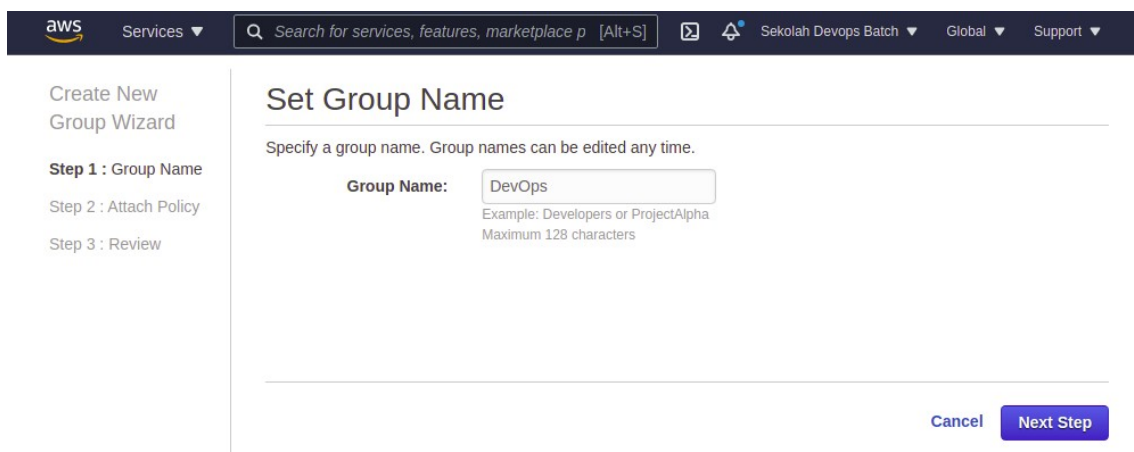 aws Services ▼ Search for services, features, marketplace p [Alt+S] Sekolah Devops Batch ▼ Global ▼ Support ▼
Create New
Group Wizard
Step 1 : Group Name
Step 2 : Attach Policy
Step 3 : Review
Set Group Name
Specify a group name. Group names can be edited any time.
Group Name: DevOps
Example: Developers or ProjectAlpha
Maximum 128 characters
Cancel Next Step